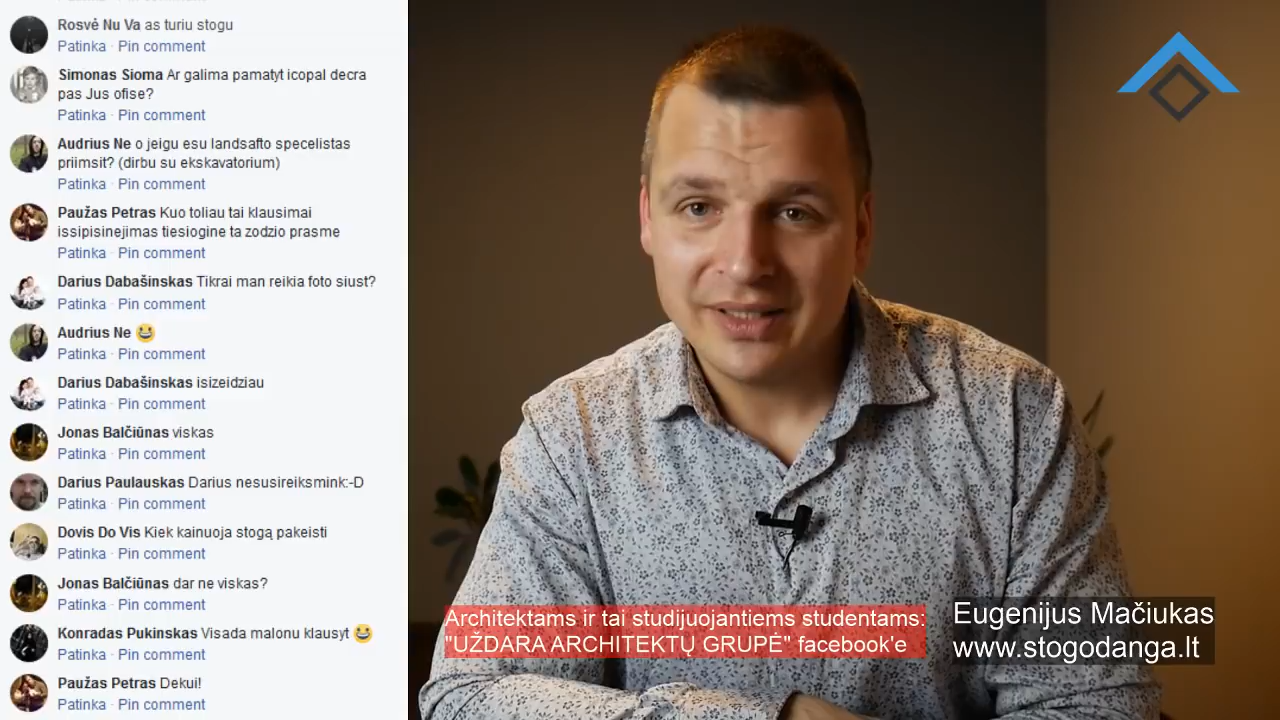 Rosvė Nu Va as turiu stogu
Patinka · Pin comment
Simonas Sioma Ar galima pamatyt icopal decra
pas Jus ofise?
Patinka · Pin comment
Audrius Ne o jeigu esu landsafto specelistas
priimsit? (dirbu su ekskavatorium)
Patinka · Pin comment
Paužas Petras Kuo toliau tai klausimai
issipisinejimas tiesiogine ta zodzio prasme
Patinka · Pin comment
Darius Dabašinskas Tikrai man reikia foto siust?
Patinka · Pin comment
Audrius Ne 😀
Patinka · Pin comment
Darius Dabašinskas isizeidziau
Patinka · Pin comment
Jonas Balčiūnas viskas
Patinka · Pin comment
Darius Paulauskas Darius nesusireiksmink:-D
Patinka · Pin comment
Dovis Do Vis Kiek kainuoja stogą pakeisti
Patinka · Pin comment
Jonas Balčiūnas dar ne viskas?
Patinka · Pin comment
Konradas Pukinskas Visada malonu klausyt 😀
Patinka · Pin comment
Paužas Petras Dekui!
Patinka · Pin comment
Architektams ir tai studijuojantiems studentams:
"UŽDARA ARCHITEKTŲ GRUPĖ" facebook'e
Eugenijus Mačiukas
www.stogodanga.lt